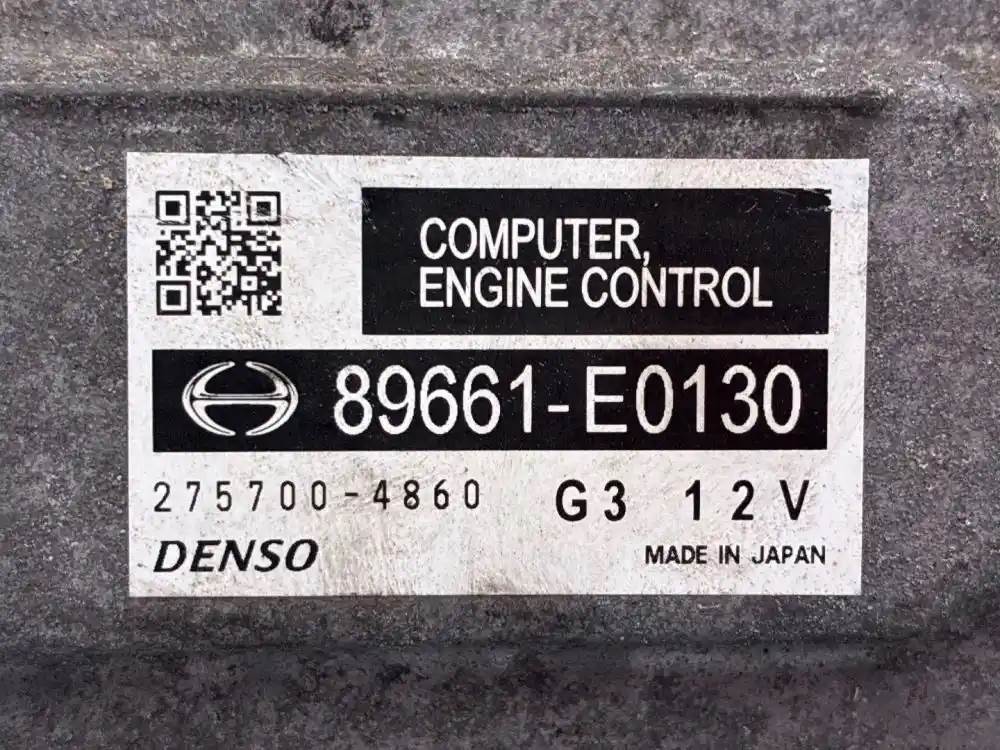 COMPUTER,
ENGINE CONTROL
89661-E0130
275700-4860 G3 12V
DENSO MADE IN JAPAN